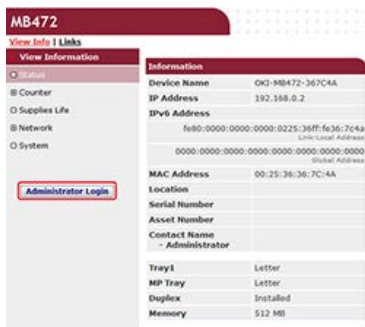 MB472
View Info | Links
View Information
Status
Counter
Supplies Life
Network
System
Administrator Login
Information
Device Name OKI-MB472-367C4A
IP Address 192.168.0.2
IPv6 Address
fe80:0000:0000:0000:0225:36ff:fe36:7c4a
Link-Local Address
0000:0000:0000:0000:0000:0000:0000:0000
Global Address
MAC Address 00:25:36:36:7C:4A
Location
Serial Number
Asset Number
Contact Name
- Administrator
Tray1 Letter
MP Tray Letter
Duplex Installed
Memory 512 MB